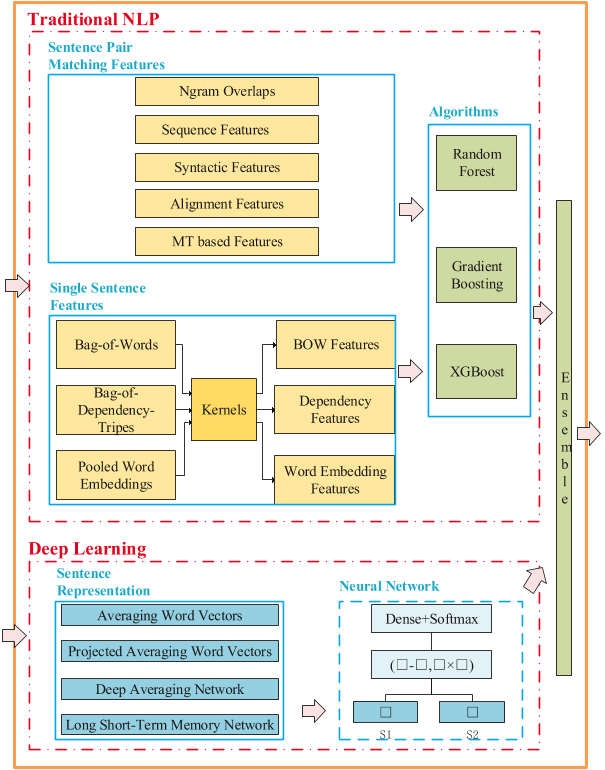 Traditional NLP
Sentence Pair
Matching Features
Ngram Overlaps
Sequence Features
Syntactic Features
Alignment Features
MT based Features
Algorithms
Random
Forest
Gradient
Boosting
XGBoost
Single Sentence
Features
Bag-of-Words
Bag-of-
Dependency-
Tripes
Pooled Word
Embeddings
Kernels
BOW Features
Dependency
Features
Word Embedding
Features
Ensemble
Deep Learning
Sentence
Representation
Averaging Word Vectors
Projected Averaging Word Vectors
Deep Averaging Network
Long Short-Term Memory Network
Neural Network
Dense+Softmax
(□-□,□×□)
□
□
S1
S2